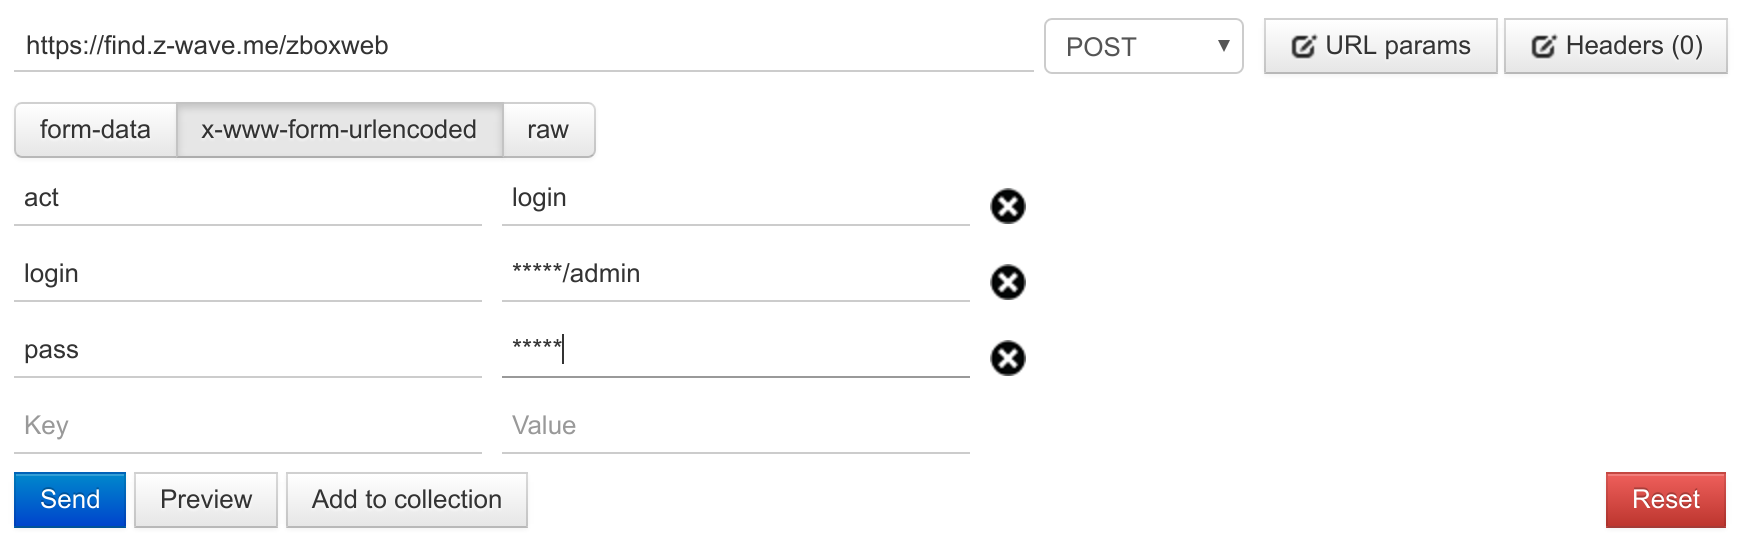 https://find.z-wave.me/zboxweb POST URL params Headers (0)
form-data x-www-form-urlencoded raw
act login
login *****/admin
pass *****
Key Value
Send Preview Add to collection Reset